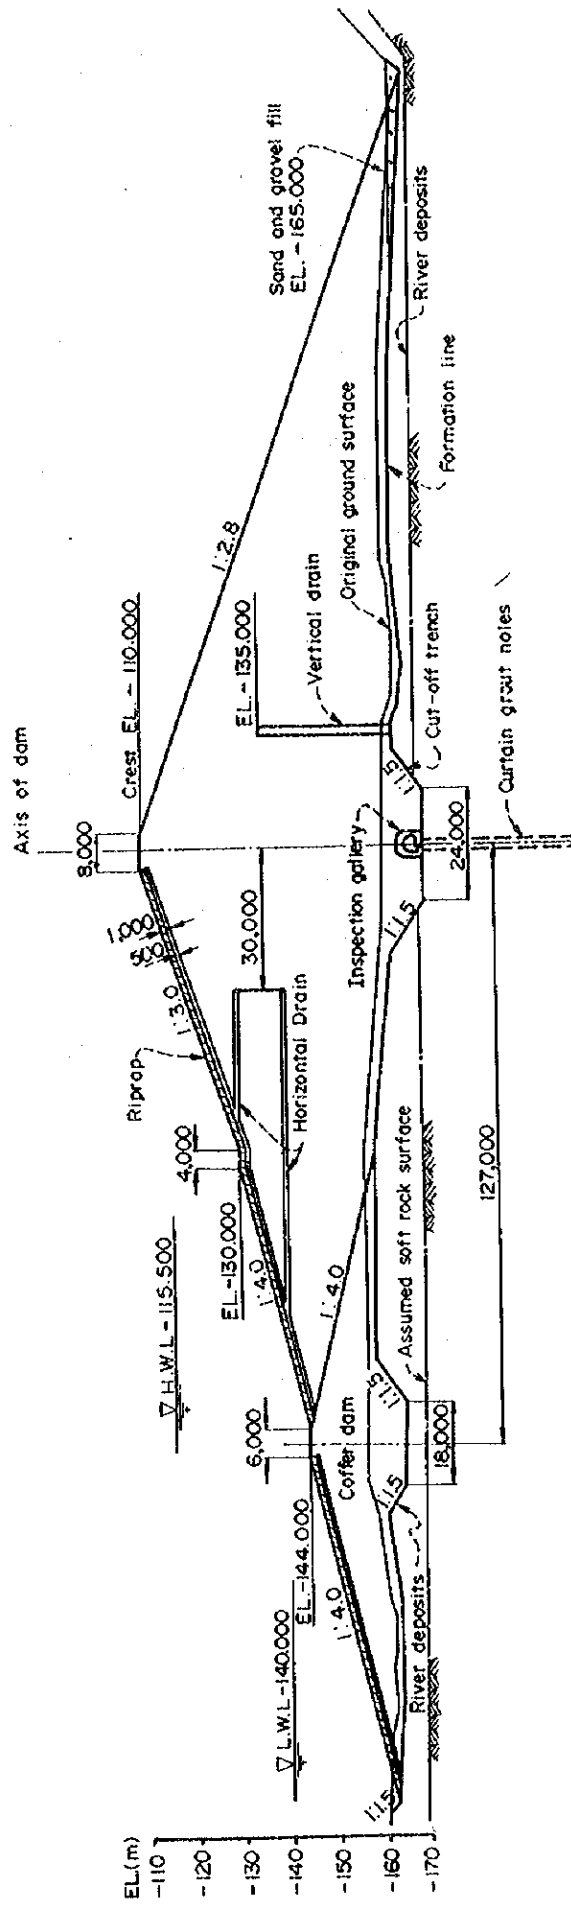 Axis of dam
8,000
Crest EL. - 110.000
1:2.8
Sand and gravel fill
EL. -165.000
1,000
500
1:3.0
Riprap
30,000
EL.-135.000
Vertical drain
Original ground surface
Formation line
River deposits
4,000
Horizontal Drain
Inspection gallery
1:1.5
Cut-off trench
24,000
Curtain grout holes
▽ H.W.L-115.500
EL.-130.000
1:4.0
1:4.0
1:1.5
Assumed soft rock surface
127,000
6,000
Coffer dam
1:1.5
18,000
▽ L.W.L-140.000
EL.-144.000
1:4.0
1:1.5
River deposits
1:1.5
EL.(m)
-110
-120
-130
-140
-150
-160
-170